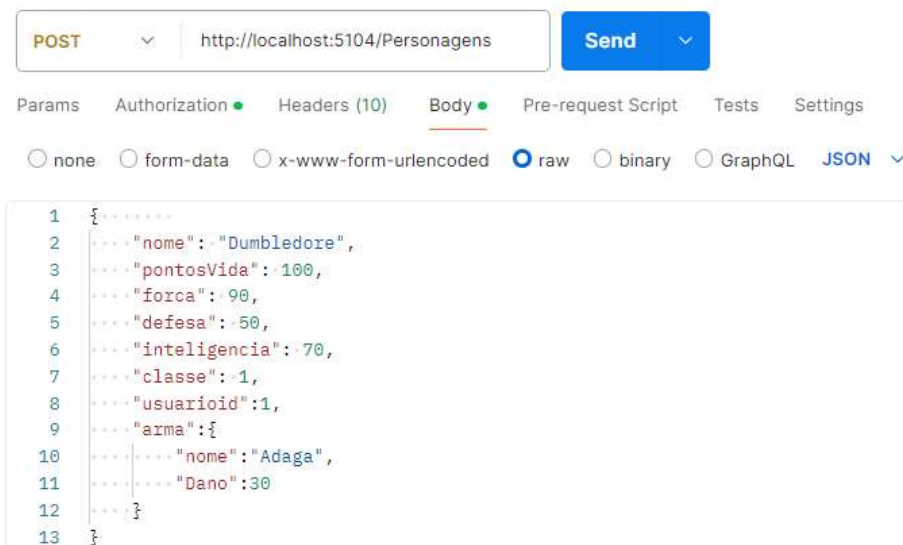 POST http://localhost:5104/Personagens Send
Params Authorization Headers (10) Body Pre-request Script Tests Settings
none form-data x-www-form-urlencoded raw binary GraphQL JSON
1 {
2 "nome": "Dumbledore",
3 "pontosVida": 100,
4 "forca": 90,
5 "defesa": 50,
6 "inteligencia": 70,
7 "classe": 1,
8 "usuarioid":1,
9 "arma":{
10 "nome":"Adaga",
11 "Dano":30
12 }
13 }